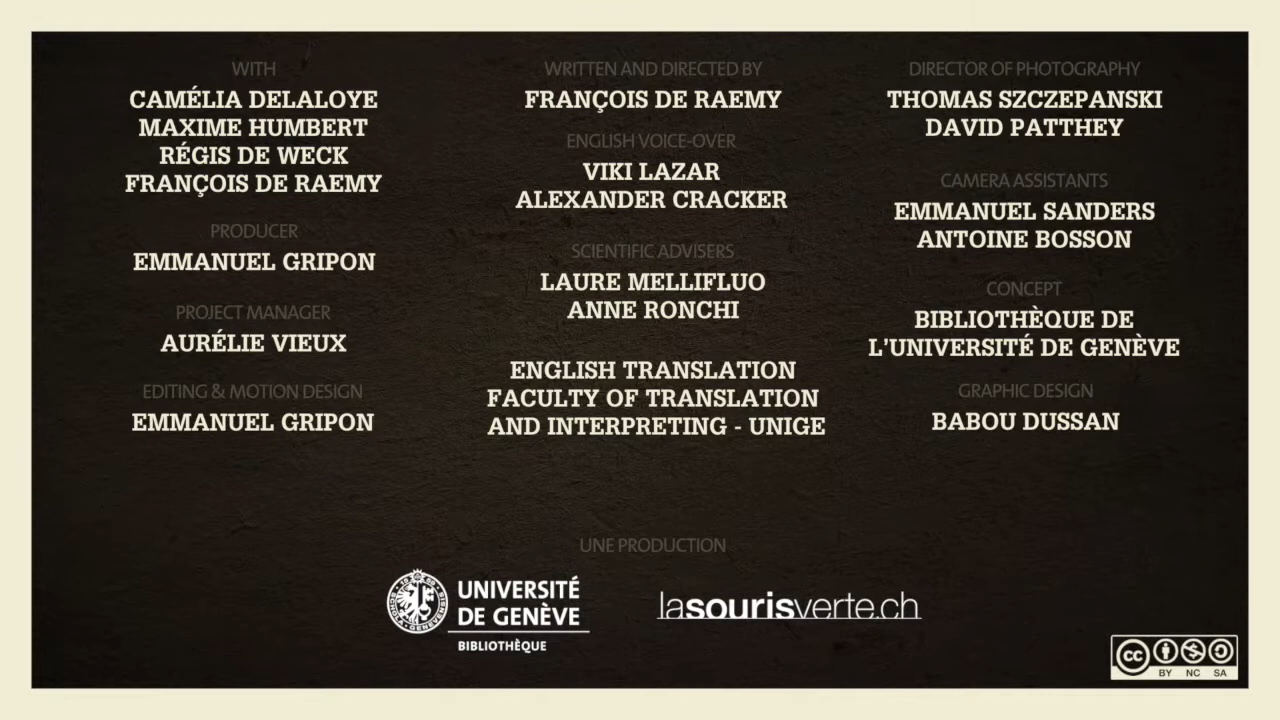 WITH
CAMÉLIA DELALOYE
MAXIME HUMBERT
RÉGIS DE WECK
FRANÇOIS DE RAEMY
PRODUCER
EMMANUEL GRIPON
PROJECT MANAGER
AURÉLIE VIEUX
EDITING & MOTION DESIGN
EMMANUEL GRIPON
WRITTEN AND DIRECTED BY
FRANÇOIS DE RAEMY
ENGLISH VOICE-OVER
VIKI LAZAR
ALEXANDER CRACKER
SCIENTIFIC ADVISERS
LAURE MELLIFLUO
ANNE RONCHI
ENGLISH TRANSLATION
FACULTY OF TRANSLATION
AND INTERPRETING - UNIGE
DIRECTOR OF PHOTOGRAPHY
THOMAS SZCZEPANSKI
DAVID PATTHEY
CAMERA ASSISTANTS
EMMANUEL SANDERS
ANTOINE BOSSON
CONCEPT
BIBLIOTHÈQUE DE
L'UNIVERSITÉ DE GENÈVE
GRAPHIC DESIGN
BABOU DUSSAN
UNE PRODUCTION
SCHOLA GENEVENSIS
1559
UNIVERSITÉ
DE GENÈVE
BIBLIOTHÈQUE
lasourisverte.ch
cc
BY NC SA